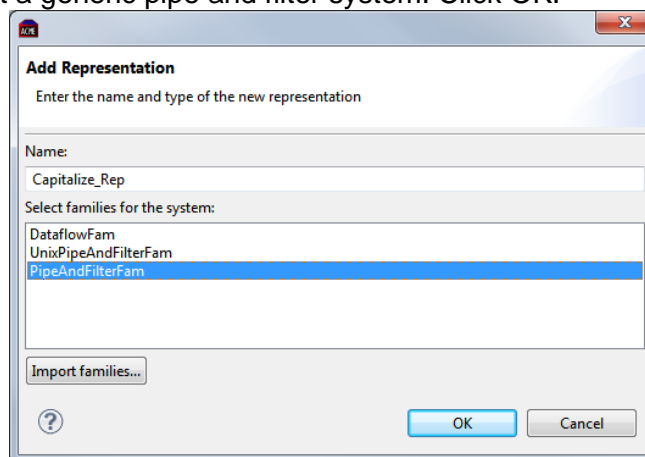 a generic pipe and filter system. Click OK.
ACME
Add Representation
Enter the name and type of the new representation
Name:
Capitalize_Rep
Select families for the system:
DataflowFam
UnixPipeAndFilterFam
PipeAndFilterFam
Import families...
?
OK
Cancel